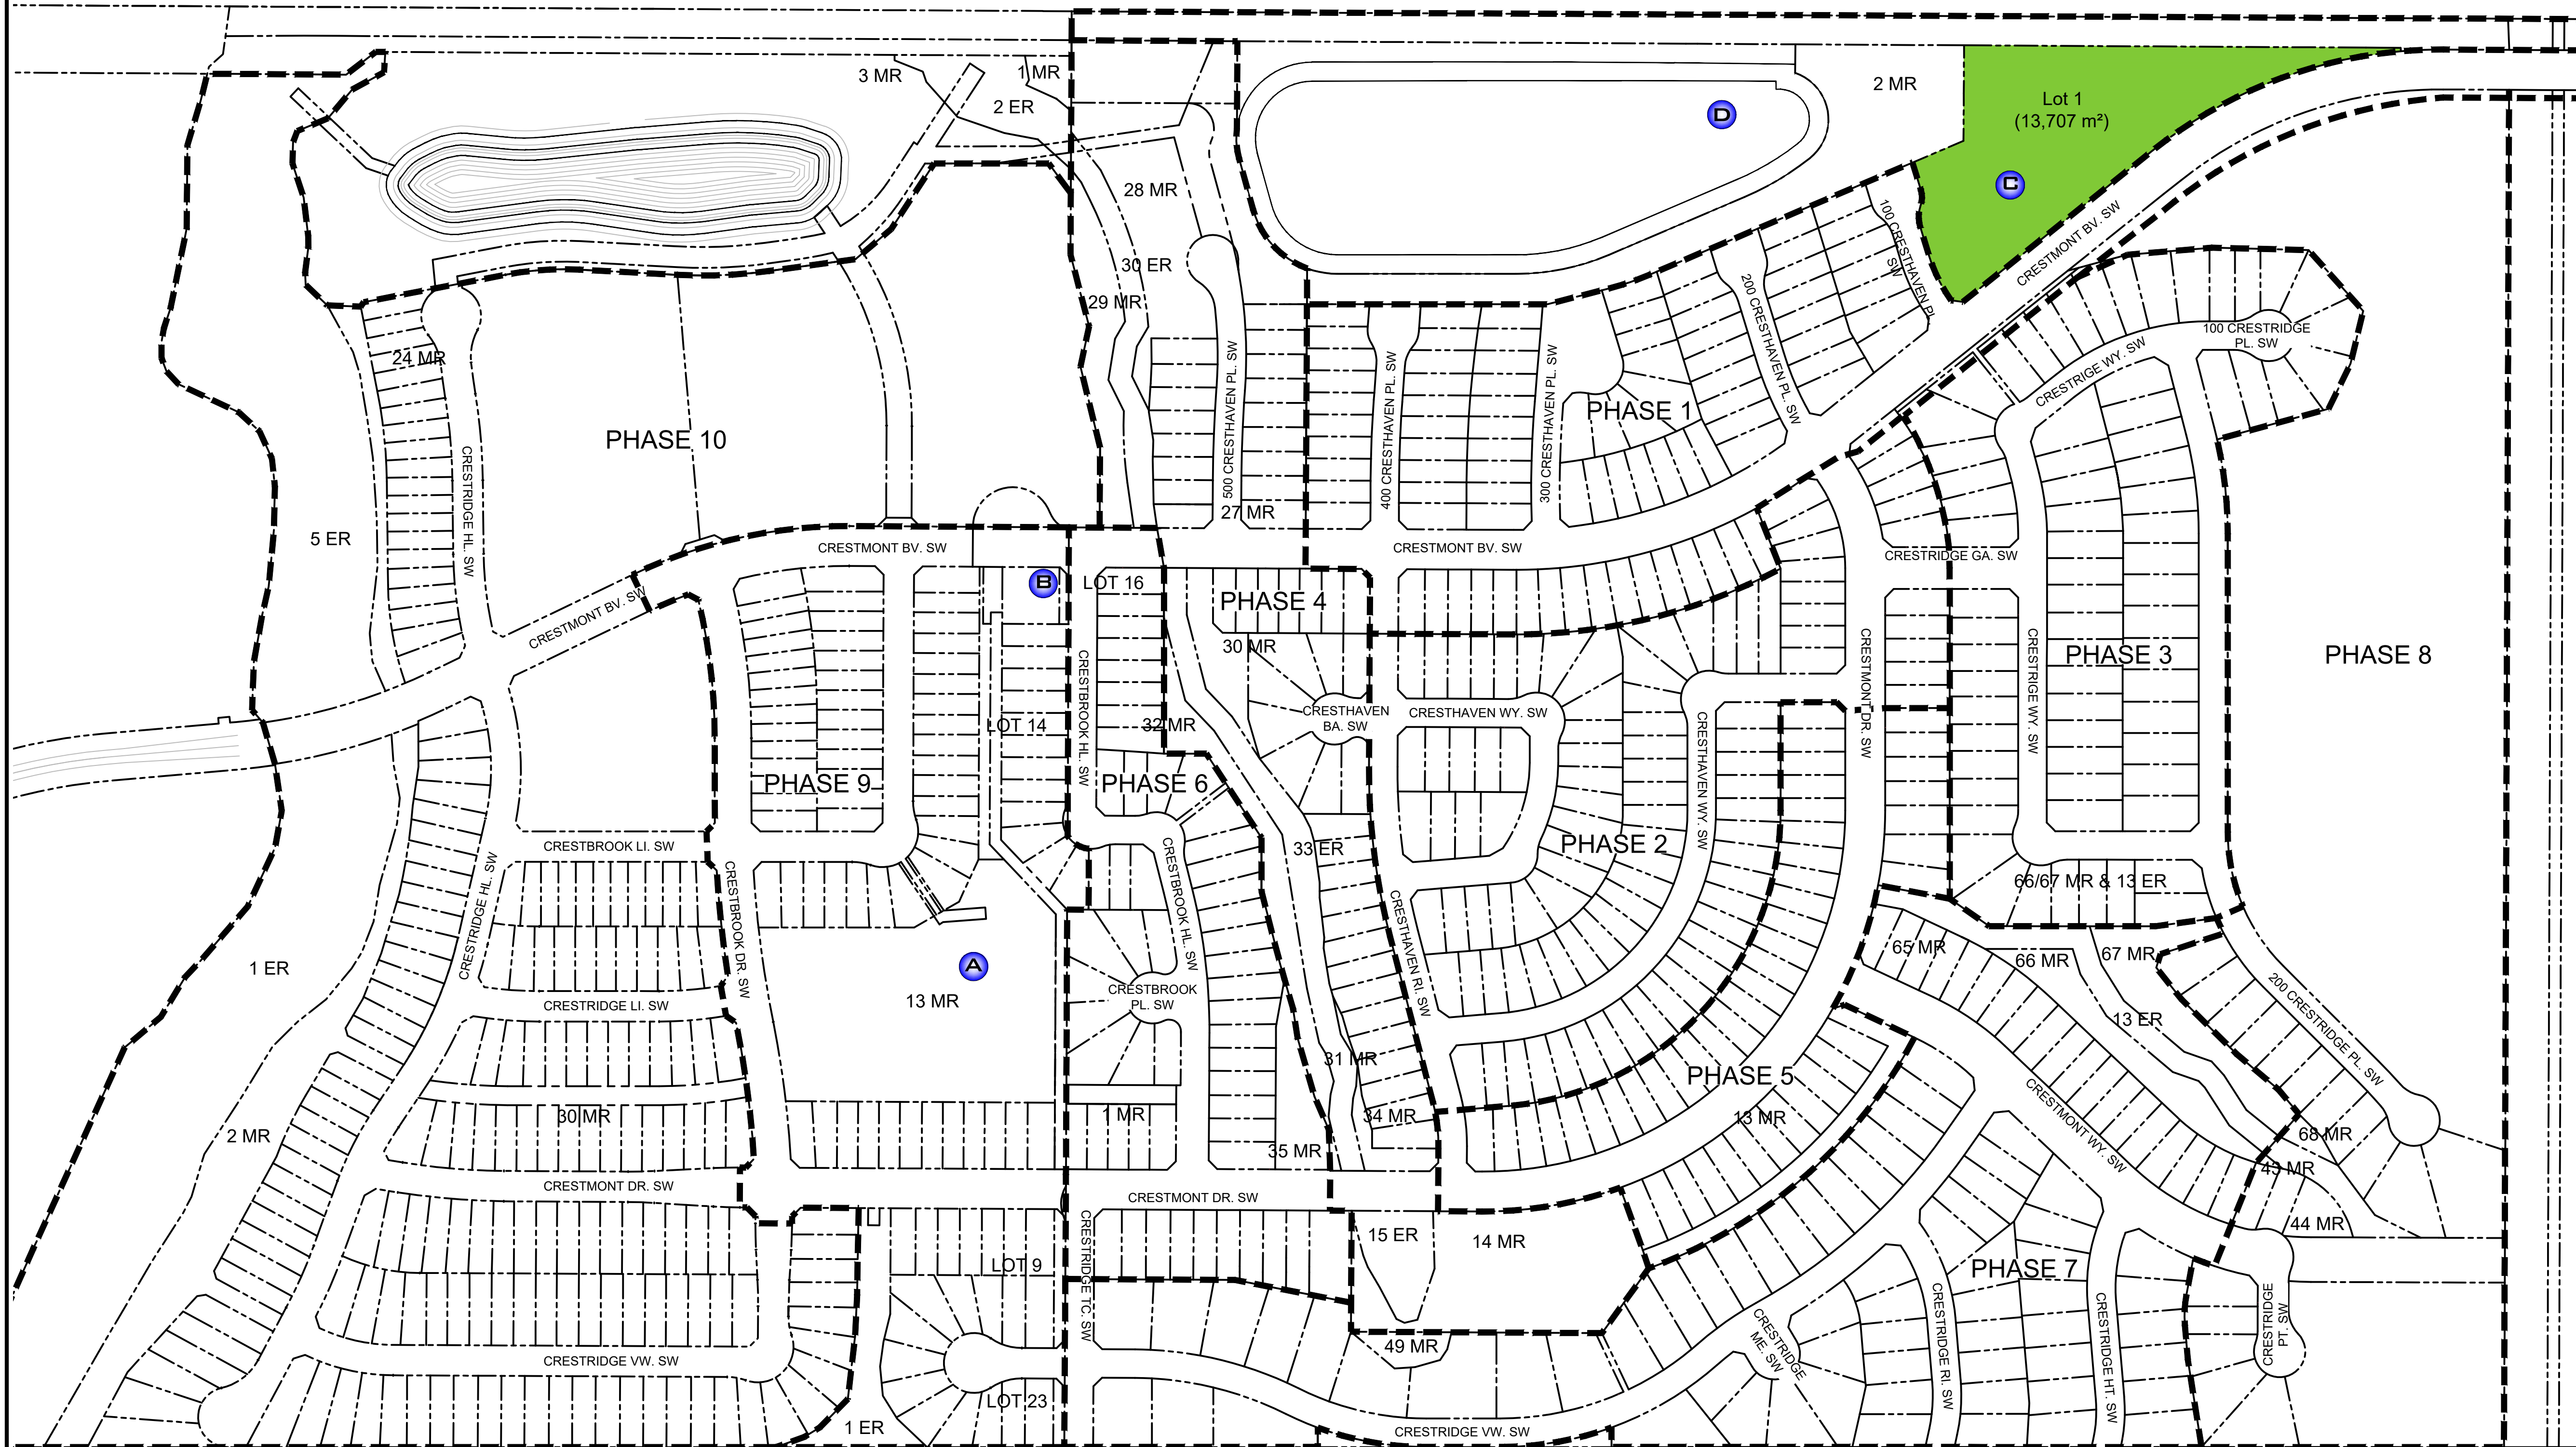 3 MR
1 MR
2 ER
2 MR
Lot 1
(13,707 m²)
D
C
28 MR
30 ER
29 MR
100 CRESTHAVEN PL.
SW
200 CRESTHAVEN PL. SW
CRESTMONT BV. SW
100 CRESTRIDGE
PL. SW
CRESTRIGE WY. SW
24 MR
500 CRESTHAVEN PL. SW
400 CRESTHAVEN PL. SW
300 CRESTHAVEN PL. SW
PHASE 1
PHASE 10
CRESTRIDGE HL. SW
27 MR
5 ER
CRESTMONT BV. SW
CRESTMONT BV. SW
CRESTRIDGE GA. SW
B
LOT 16
PHASE 4
CRESTMONT BV. SW
30 MR
CRESTMONT DR. SW
CRESTRIGE WY. SW
PHASE 3
PHASE 8
CRESTBROOK HL. SW
LOT 14
32 MR
CRESTHAVEN
BA. SW
CRESTHAVEN WY. SW
CRESTHAVEN WY. SW
PHASE 9
PHASE 6
CRESTBROOK LI. SW
33 ER
PHASE 2
CRESTBROOK DR. SW
CRESTBROOK HL. SW
66/67 MR & 13 ER
CRESTRIDGE HL. SW
CRESTHAVEN RI. SW
65 MR
66 MR
67 MR
1 ER
A
13 MR
CRESTBROOK
PL. SW
CRESTRIDGE LI. SW
200 CRESTRIDGE PL. SW
13 ER
31 MR
PHASE 5
30 MR
1 MR
34 MR
13 MR
CRESTMONT WY. SW
2 MR
35 MR
68 MR
43 MR
CRESTMONT DR. SW
CRESTMONT DR. SW
44 MR
15 ER
14 MR
LOT 9
CRESTRIDGE TC. SW
PHASE 7
CRESTRIDGE RI. SW
CRESTRIDGE HT. SW
CRESTRIDGE
PT. SW
CRESTRIDGE
ME. SW
49 MR
CRESTRIDGE VW. SW
LOT 23
1 ER
CRESTRIDGE VW. SW